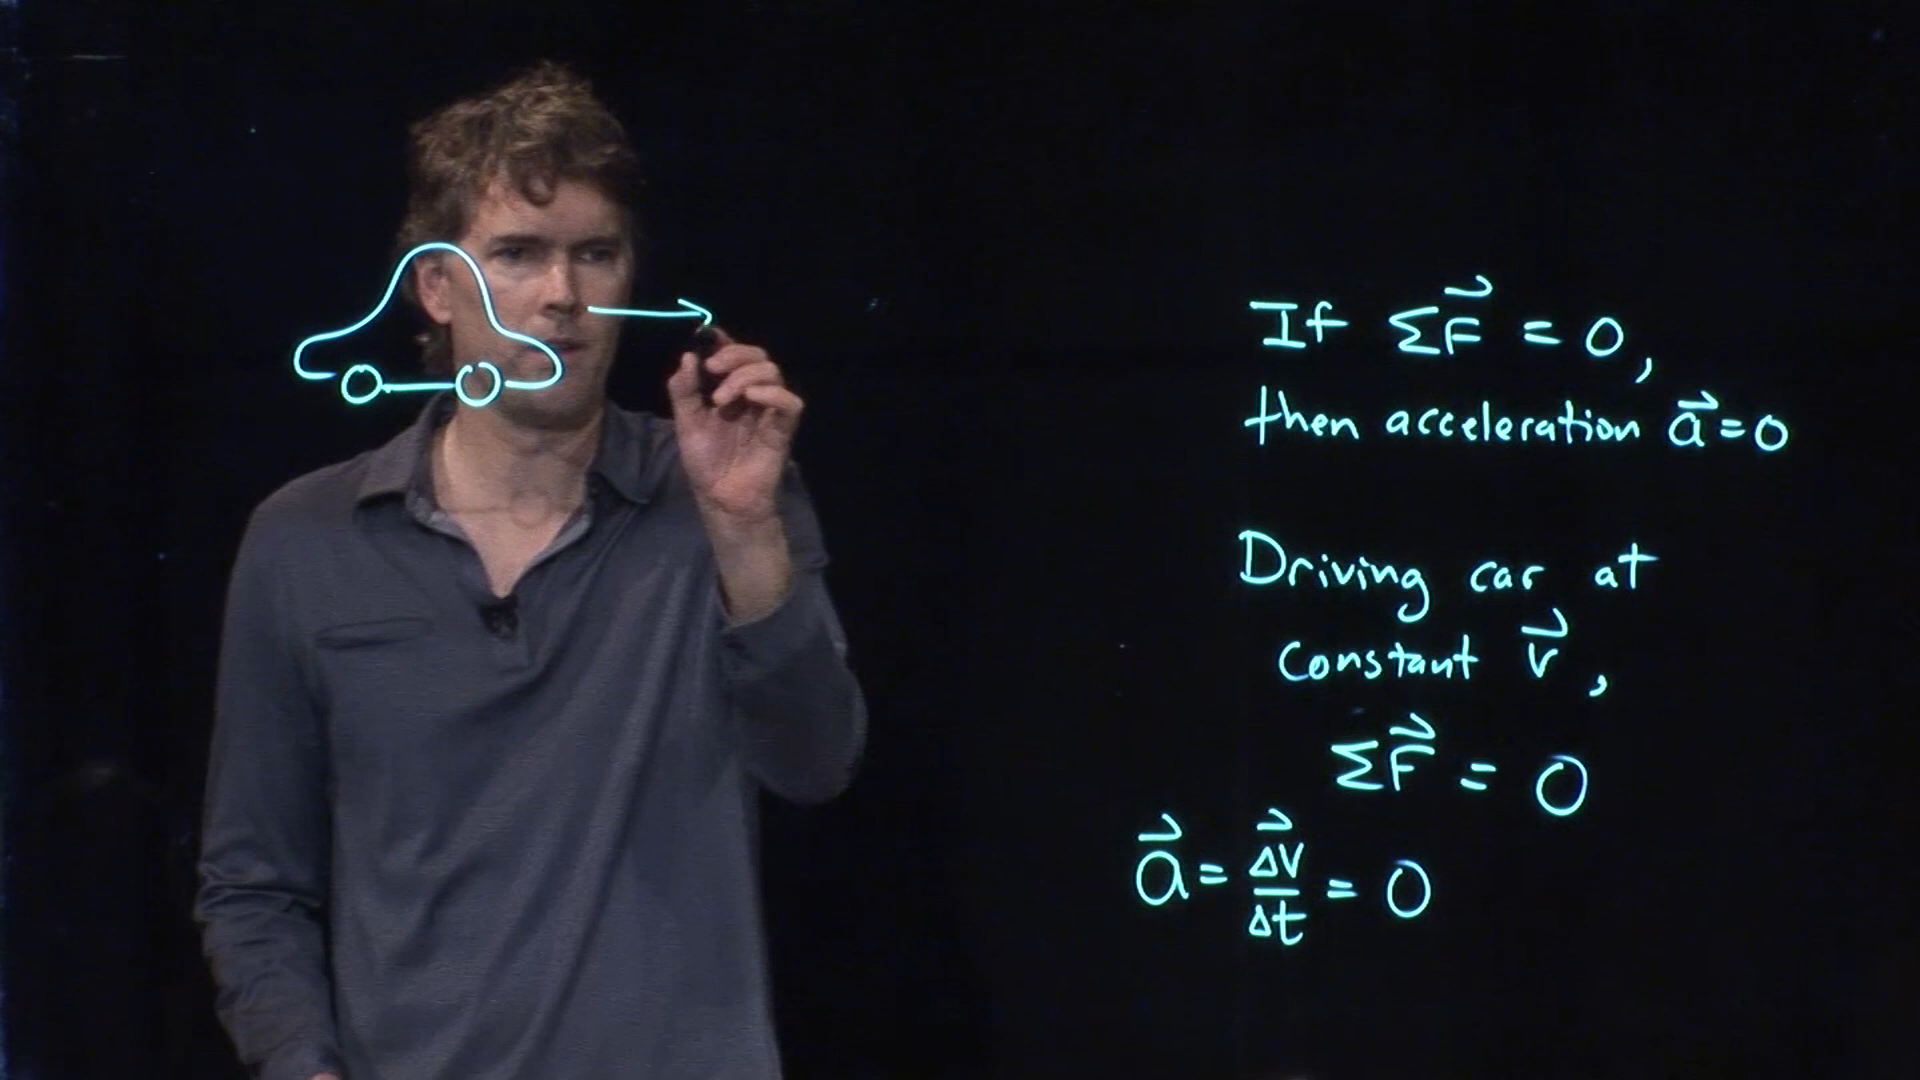 If ΣF⃗ = 0,
then acceleration a⃗ = 0
Driving car at
constant v⃗,
ΣF⃗ = 0
a⃗ = Δv⃗/Δt = 0